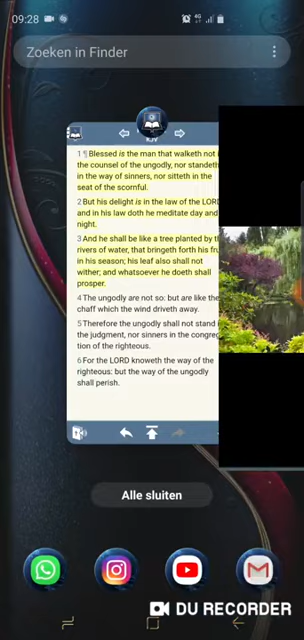 09:28
Zoeken in Finder
KJV
1 ¶ Blessed is the man that walketh not i
the counsel of the ungodly, nor standeth
in the way of sinners, nor sitteth in the
seat of the scornful.
2 But his delight is in the law of the LORD
and in his law doth he meditate day and
night.
3 And he shall be like a tree planted by th
rivers of water, that bringeth forth his fru
in his season; his leaf also shall not
wither; and whatsoever he doeth shall
prosper.
4 The ungodly are not so: but are like the
chaff which the wind driveth away.
5 Therefore the ungodly shall not stand i
the judgment, nor sinners in the congreg
tion of the righteous.
6 For the LORD knoweth the way of the
righteous: but the way of the ungodly
shall perish.
Alle sluiten
DU RECORDER